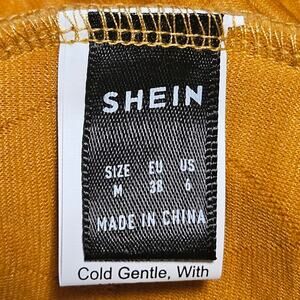 SHEIN
SIZE EU US
M 38 6
MADE IN CHINA
Cold Gentle, With